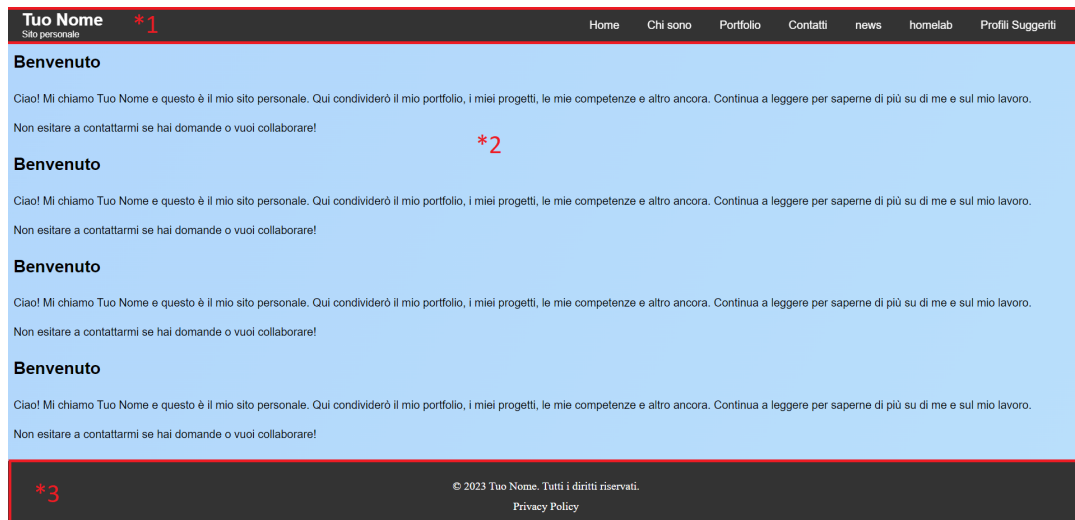 Tuo Nome *1 Home Chi sono Portfolio Contatti news homelab Profili Suggeriti
Sito personale
Benvenuto
Ciao! Mi chiamo Tuo Nome e questo è il mio sito personale. Qui condividerò il mio portfolio, i miei progetti, le mie competenze e altro ancora. Continua a leggere per saperne di più su di me e sul mio lavoro.
Non esitare a contattarmi se hai domande o vuoi collaborare!
*2
Benvenuto
Ciao! Mi chiamo Tuo Nome e questo è il mio sito personale. Qui condividerò il mio portfolio, i miei progetti, le mie competenze e altro ancora. Continua a leggere per saperne di più su di me e sul mio lavoro.
Non esitare a contattarmi se hai domande o vuoi collaborare!
Benvenuto
Ciao! Mi chiamo Tuo Nome e questo è il mio sito personale. Qui condividerò il mio portfolio, i miei progetti, le mie competenze e altro ancora. Continua a leggere per saperne di più su di me e sul mio lavoro.
Non esitare a contattarmi se hai domande o vuoi collaborare!
Benvenuto
Ciao! Mi chiamo Tuo Nome e questo è il mio sito personale. Qui condividerò il mio portfolio, i miei progetti, le mie competenze e altro ancora. Continua a leggere per saperne di più su di me e sul mio lavoro.
Non esitare a contattarmi se hai domande o vuoi collaborare!
© 2023 Tuo Nome. Tutti i diritti riservati.
*3
Privacy Policy